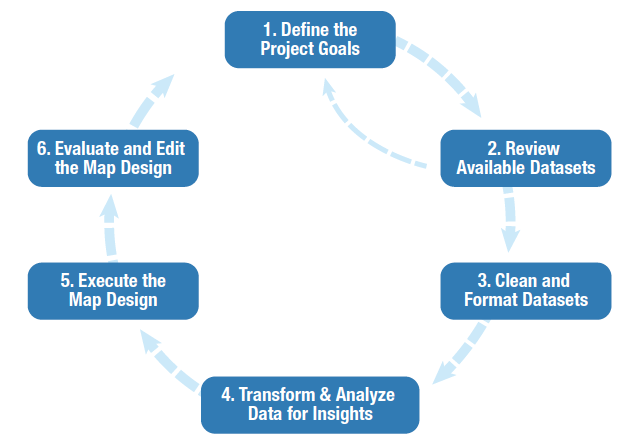 1. Define the
Project Goals
2. Review
Available Datasets
3. Clean and
Format Datasets
4. Transform & Analyze
Data for Insights
5. Execute the
Map Design
6. Evaluate and Edit
the Map Design